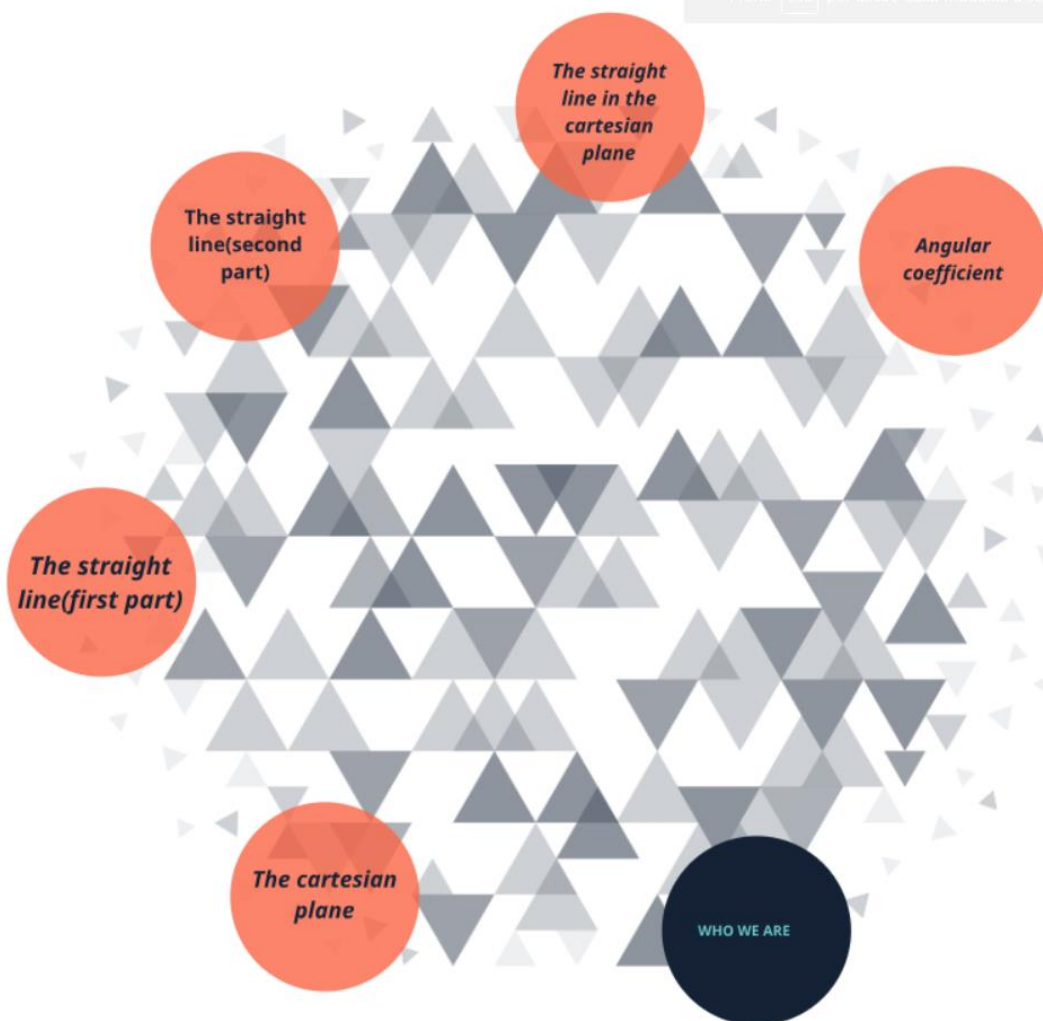 The straight
line in the
cartesian
plane
The straight
line(second
part)
Angular
coefficient
The straight
line(first part)
The cartesian
plane
WHO WE ARE